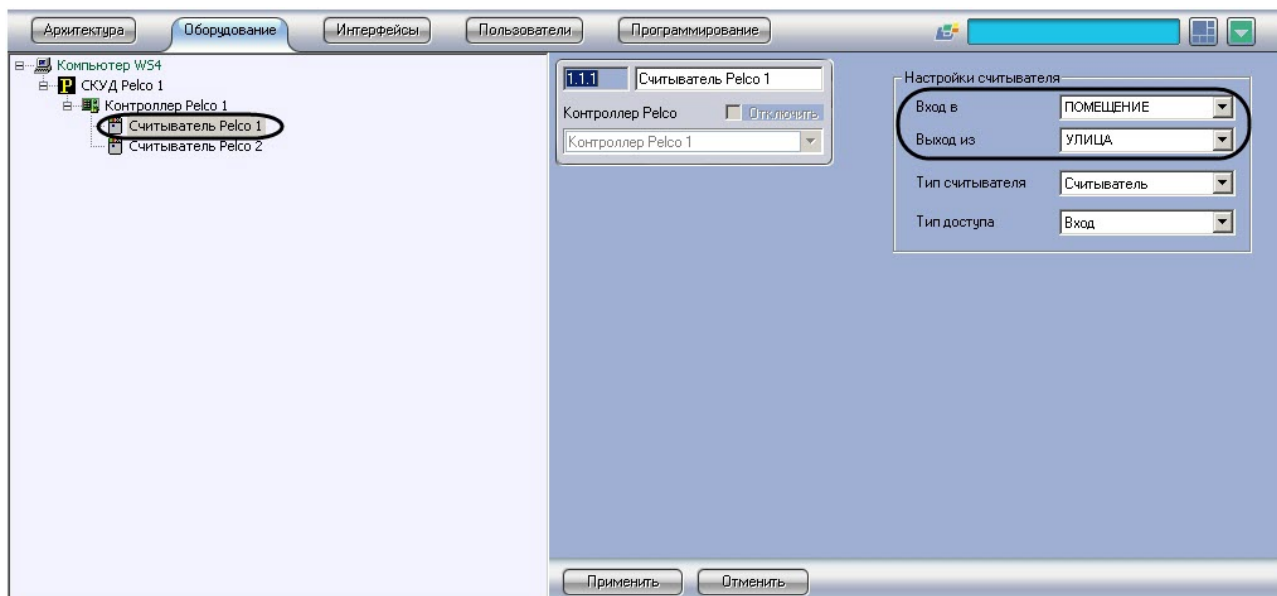 Архитектура Оборудование Интерфейсы Пользователи Программирование
Компьютер WS4
P СКУД Pelco 1
Контроллер Pelco 1
Считыватель Pelco 1
Считыватель Pelco 2
1.1.1 Считыватель Pelco 1
Контроллер Pelco Отключить
Контроллер Pelco 1
Настройки считывателя
Вход в ПОМЕЩЕНИЕ
Выход из УЛИЦА
Тип считывателя Считыватель
Тип доступа Вход
Применить Отменить